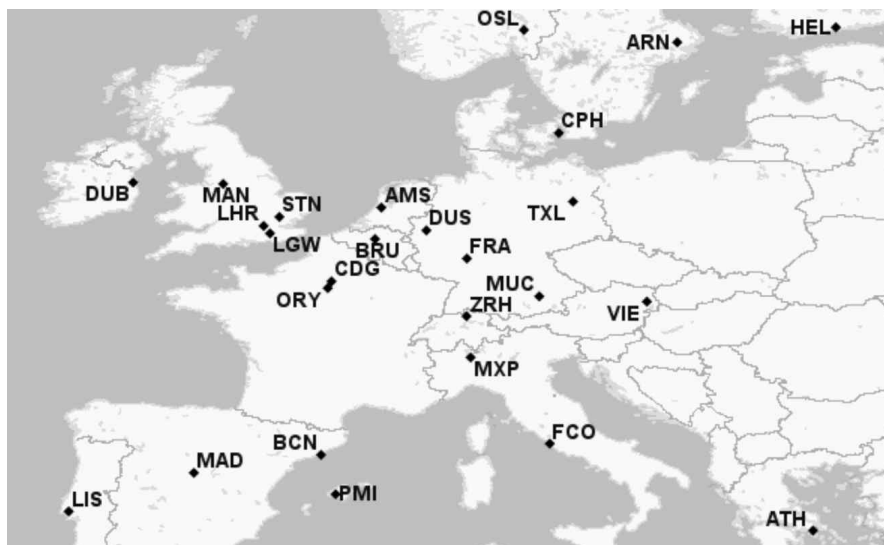 OSL
HEL
ARN
CPH
DUB
MAN
STN
AMS
LHR
DUS
TXL
LGW
BRU
FRA
CDG
MUC
ORY
ZRH
VIE
MXP
FCO
BCN
MAD
PMI
LIS
ATH